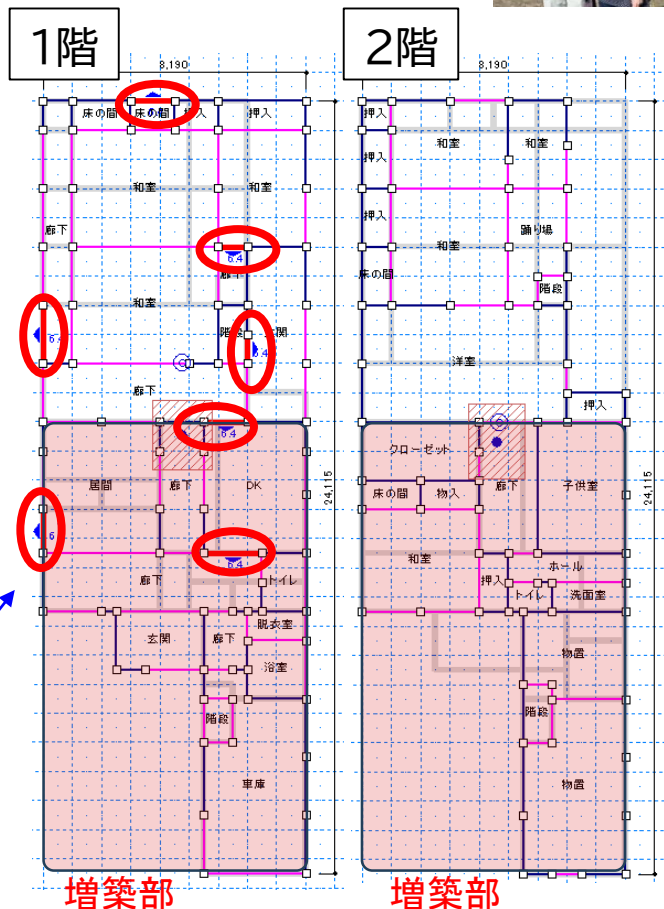 1階
2階
8,190
8,190
床の間
床の間
押入
押入
和室
和室
廊下
6.4
廊下
和室
6.4
階段
玄関
6.4
廊下
6.4
居間
廊下
DK
6
6.4
廊下
トイレ
脱衣室
玄関
廊下
浴室
階段
車庫
増築部
24,115
押入
和室
和室
押入
押入
踊り場
和室
床の間
階段
洋室
押入
クローゼット
床の間
物入
廊下
子供室
和室
押入
ホール
トイレ
洗面室
物置
階段
物置
増築部
24,115